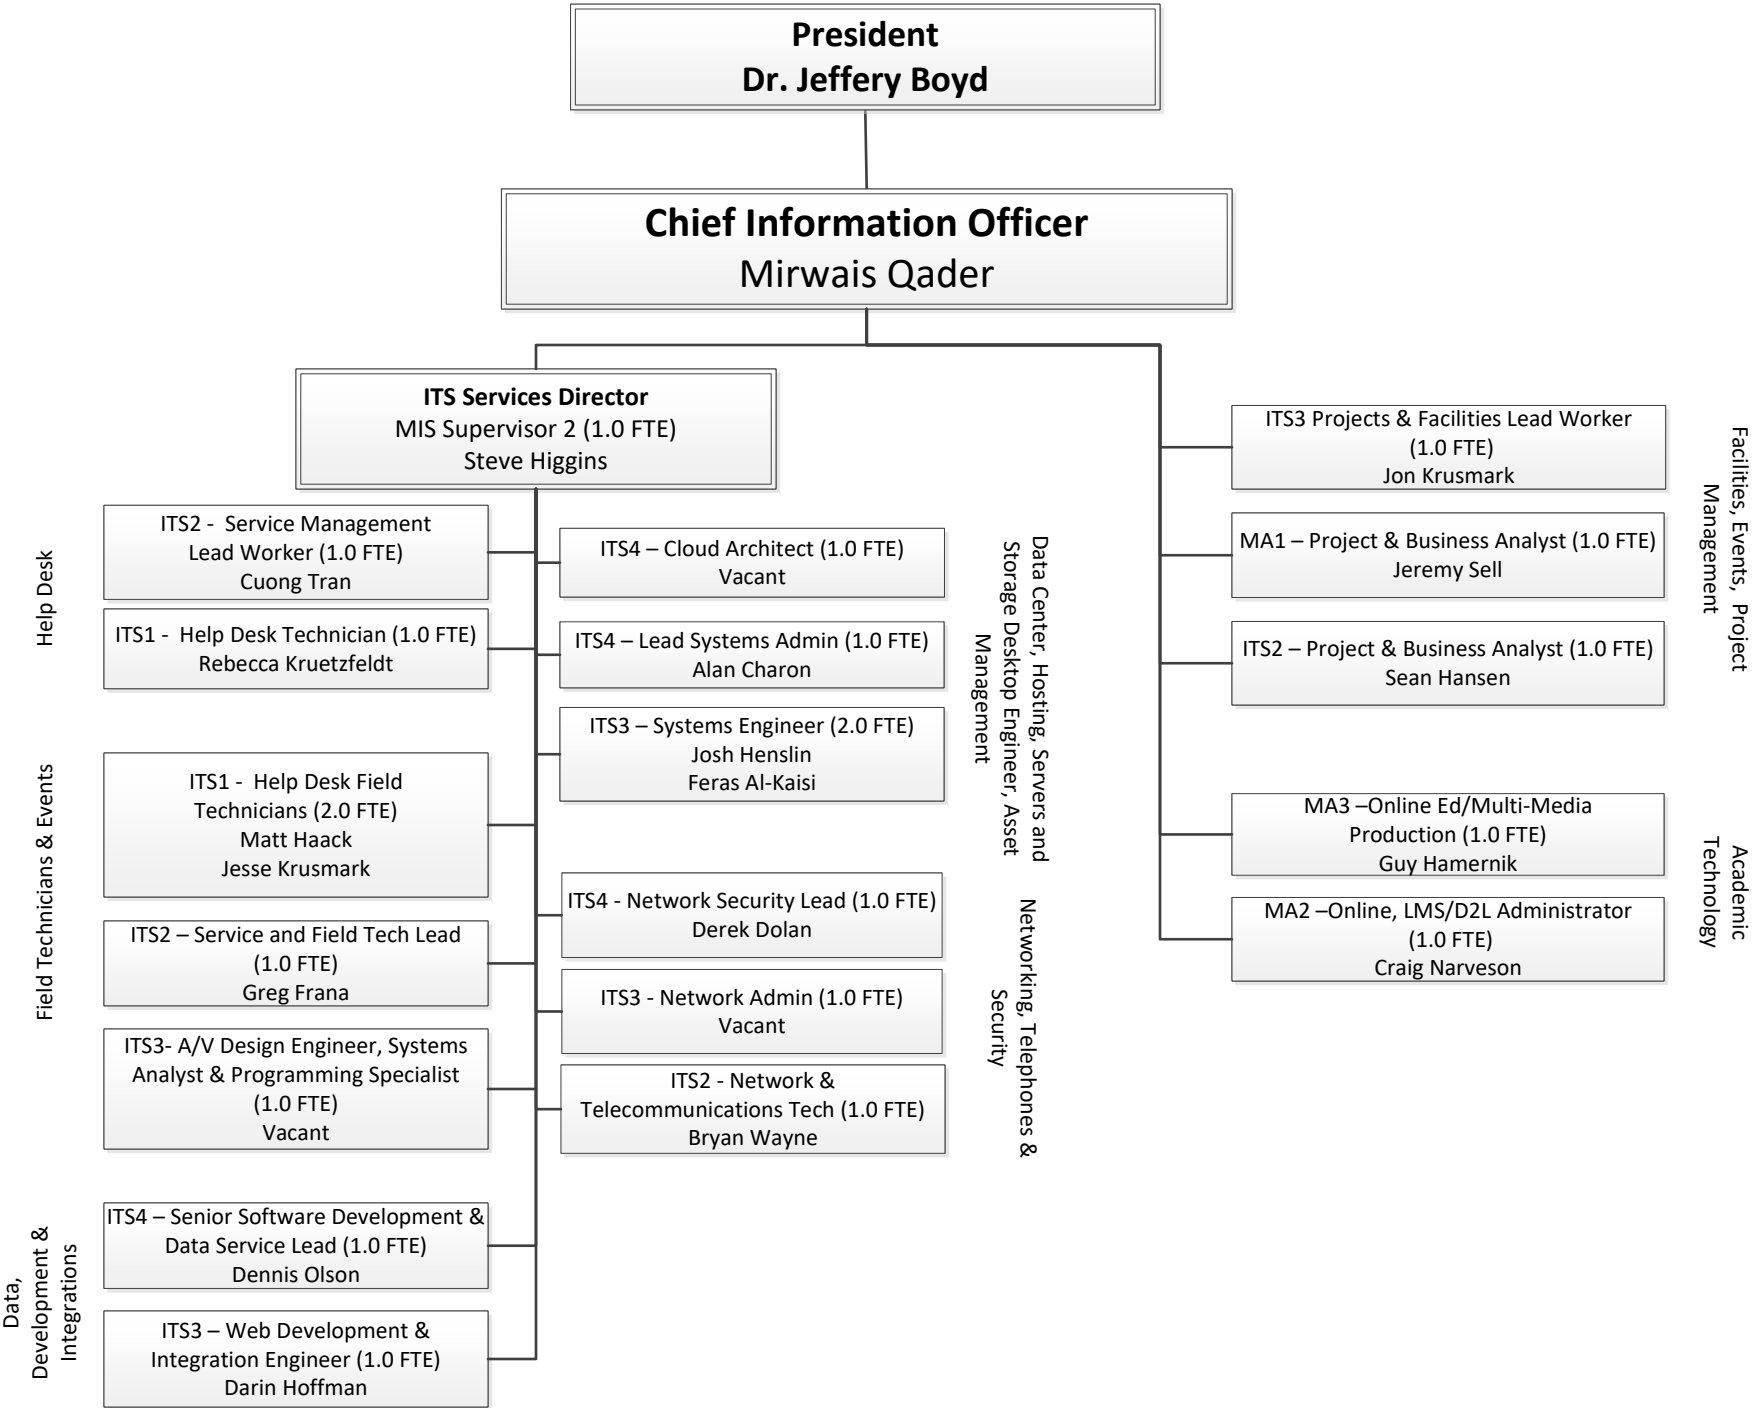 President
Dr. Jeffery Boyd
Chief Information Officer
Mirwais Qader
ITS Services Director
MIS Supervisor 2 (1.0 FTE)
Steve Higgins
Help Desk
ITS2 -  Service Management
Lead Worker (1.0 FTE)
Cuong Tran
ITS1 -  Help Desk Technician (1.0 FTE)
Rebecca Kruetzfeldt
Field Technicians & Events
ITS1 -  Help Desk Field
Technicians (2.0 FTE)
Matt Haack
Jesse Krusmark
ITS2 – Service and Field Tech Lead
(1.0 FTE)
Greg Frana
ITS3- A/V Design Engineer, Systems
Analyst & Programming Specialist
(1.0 FTE)
Vacant
Data,
Development &
Integrations
ITS4 – Senior Software Development &
Data Service Lead (1.0 FTE)
Dennis Olson
ITS3 – Web Development &
Integration Engineer (1.0 FTE)
Darin Hoffman
ITS4 – Cloud Architect (1.0 FTE)
Vacant
ITS4 – Lead Systems Admin (1.0 FTE)
Alan Charon
ITS3 – Systems Engineer (2.0 FTE)
Josh Henslin
Feras Al-Kaisi
Data Center, Hosting, Servers and
Storage Desktop Engineer, Asset
Management
ITS4 - Network Security Lead (1.0 FTE)
Derek Dolan
ITS3 - Network Admin (1.0 FTE)
Vacant
ITS2 - Network &
Telecommunications Tech (1.0 FTE)
Bryan Wayne
Networking, Telephones &
Security
ITS3 Projects & Facilities Lead Worker
(1.0 FTE)
Jon Krusmark
MA1 – Project & Business Analyst (1.0 FTE)
Jeremy Sell
ITS2 – Project & Business Analyst (1.0 FTE)
Sean Hansen
Facilities, Events, Project
Management
MA3 –Online Ed/Multi-Media
Production (1.0 FTE)
Guy Hamernik
MA2 –Online, LMS/D2L Administrator
(1.0 FTE)
Craig Narveson
Academic
Technology